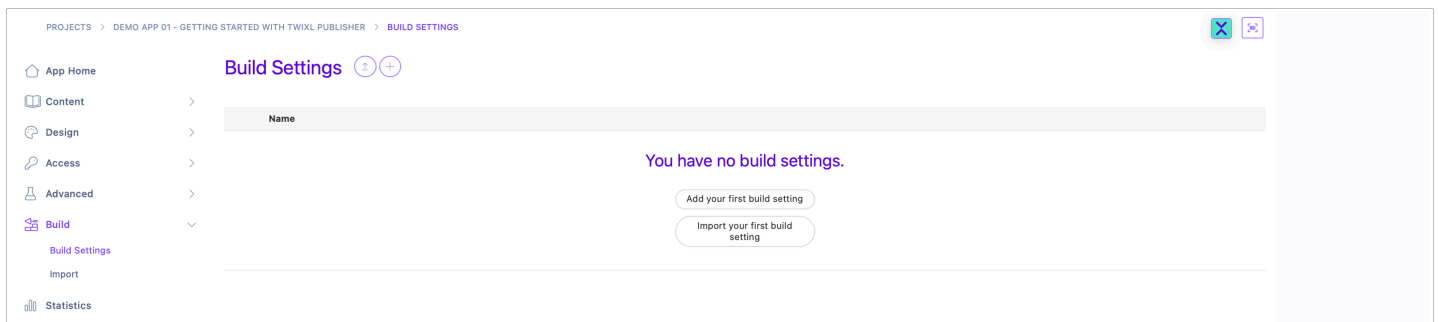 PROJECTS > DEMO APP 01 - GETTING STARTED WITH TWIXL PUBLISHER > BUILD SETTINGS
App Home
Content
Design
Access
Advanced
Build
Build Settings
Import
Statistics
Build Settings
Name
You have no build settings.
Add your first build setting
Import your first build
setting